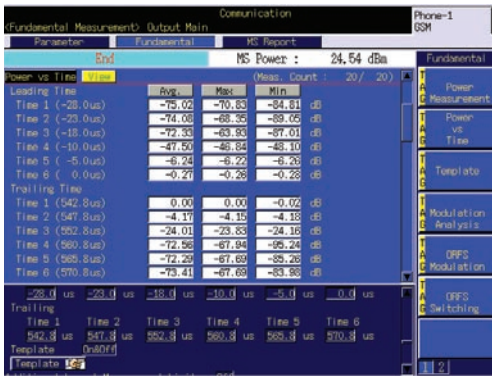 Communication
Phone-1
GSM
<Fundamental Measurement> Output Main
Parameter Fundamental MS Report
End MS Power : 24.54 dBm
Fundamental
Power vs Time View (Meas. Count : 20/ 20)
Leading Time Avg. Max Min
Time 1 (-28.0us) -75.02 -70.83 -84.81 dB
Time 2 (-23.0us) -74.08 -68.35 -89.05 dB
Time 3 (-18.0us) -72.33 -63.93 -87.01 dB
Time 4 (-10.0us) -47.50 -46.84 -48.10 dB
Time 5 ( -5.0us) -6.24 -6.22 -6.26 dB
Time 6 ( 0.0us) -0.27 -0.26 -0.28 dB
Trailing Time
Time 1 (542.8us) 0.00 0.00 -0.02 dB
Time 2 (547.8us) -4.17 -4.15 -4.18 dB
Time 3 (552.8us) -24.01 -23.83 -24.16 dB
Time 4 (560.8us) -72.56 -67.94 -95.24 dB
Time 5 (565.8us) -72.29 -67.69 -85.26 dB
Time 6 (570.8us) -73.41 -67.69 -83.98 dB
-28.0 us -23.0 us -18.0 us -10.0 us -5.0 us 0.0 us
Trailing
Time 1 Time 2 Time 3 Time 4 Time 5 Time 6
542.8 us 547.8 us 552.8 us 560.8 us 565.8 us 570.8 us
Template On&Off
Template
TAG Power Measurement
TAG Power vs Time
TAG Template
TAG Modulation Analysis
TAG ORFS Modulation
TAG ORFS Switching
1 2